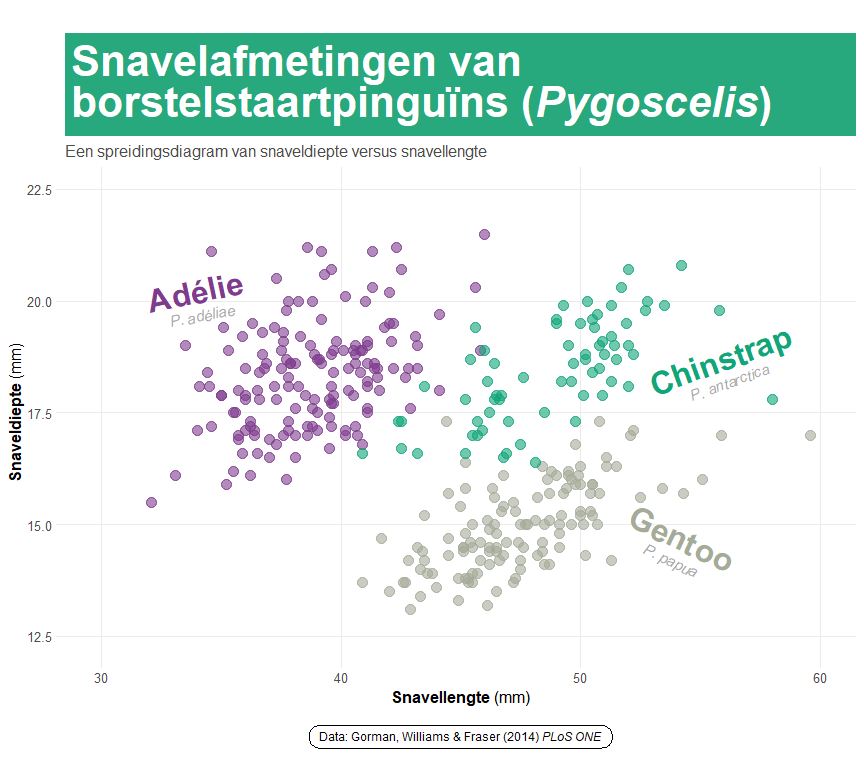 Snavelafmetingen van
borstelstaartpinguïns (Pygoscelis)
Een spreidingsdiagram van snaveldiepte versus snavellengte
22.5
20.0
17.5
15.0
12.5
Snaveldiepte (mm)
Adélie
P. adéliae
Chinstrap
P. antarctica
Gentoo
P. papua
30 40 50 60
Snavellengte (mm)
Data: Gorman, Williams & Fraser (2014) PLoS ONE